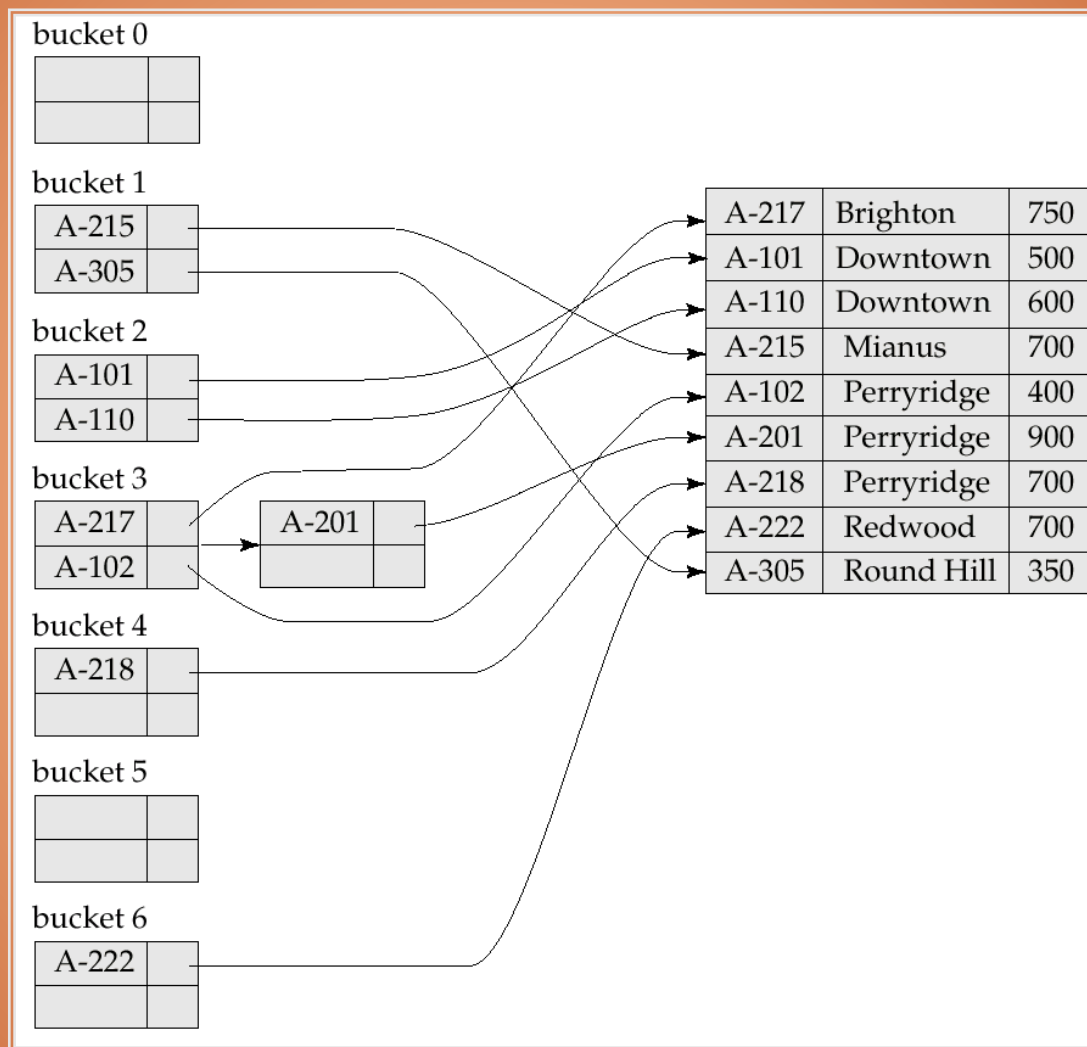 bucket 0
bucket 1
A-215
A-305
bucket 2
A-101
A-110
bucket 3
A-217
A-102
A-201
bucket 4
A-218
bucket 5
bucket 6
A-222
A-217 Brighton 750
A-101 Downtown 500
A-110 Downtown 600
A-215 Mianus 700
A-102 Perryridge 400
A-201 Perryridge 900
A-218 Perryridge 700
A-222 Redwood 700
A-305 Round Hill 350